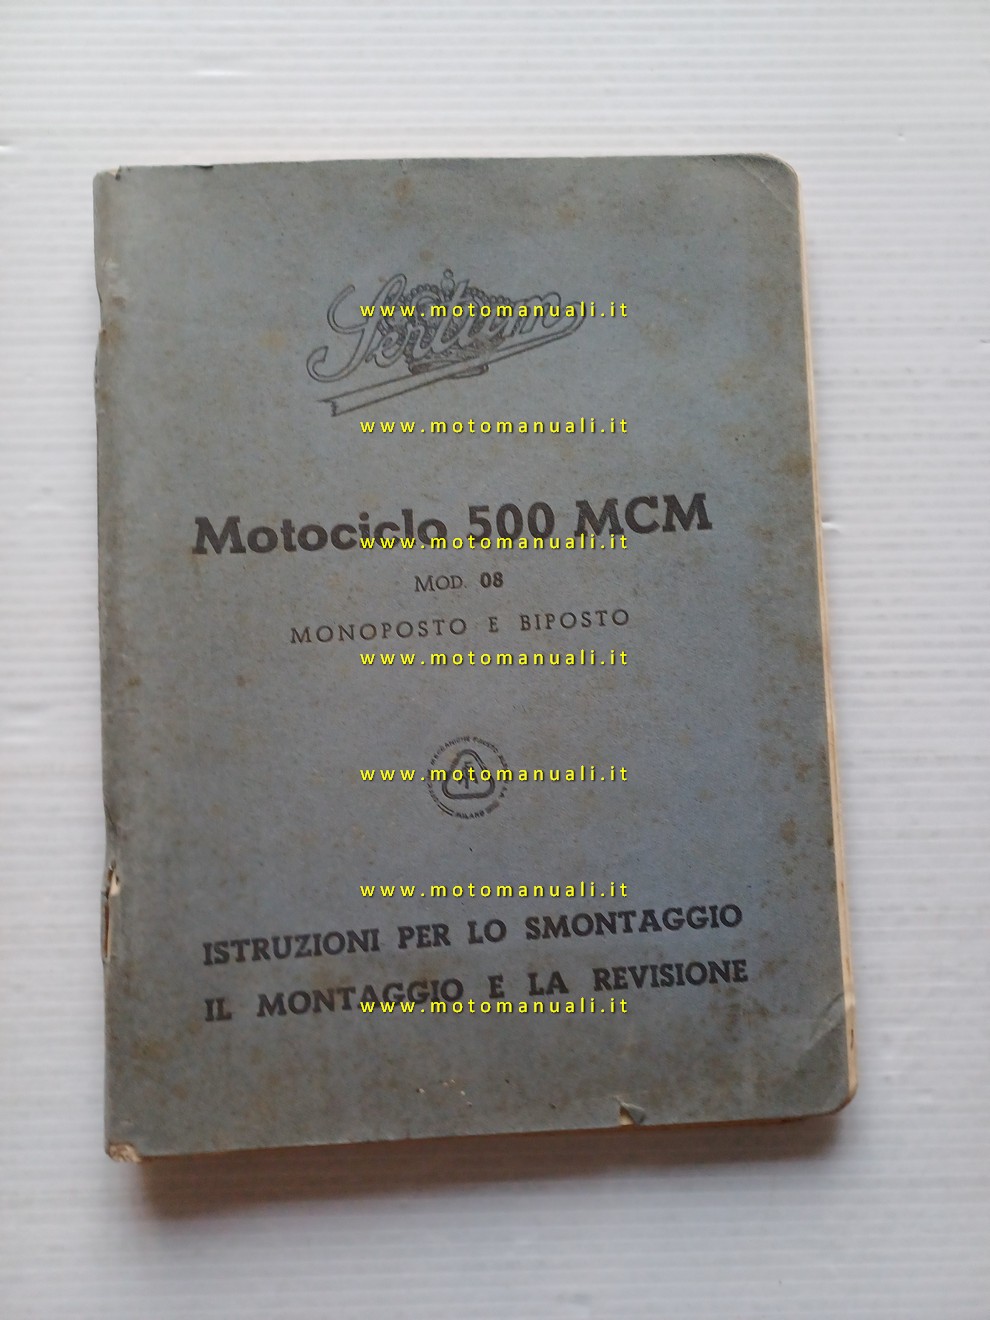 Sertum
www.motomanuali.it
www.motomanuali.it
Motociclo 500 MCM
www.motomanuali.it
MOD. 08
MONOPOSTO E BIPOSTO
www.motomanuali.it
www.motomanuali.it
MILANO
www.motomanuali.it
ISTRUZIONI PER LO SMONTAGGIO
IL MONTAGGIO E LA REVISIONE
www.motomanuali.it